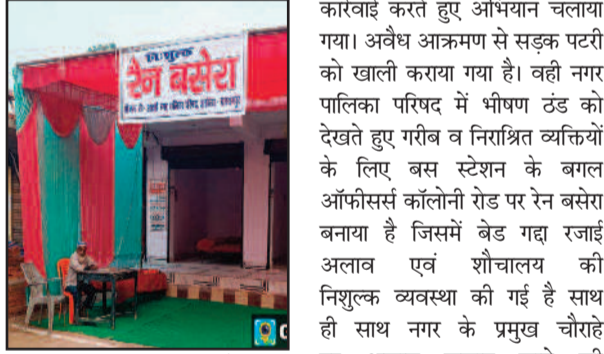 निःशुल्क
रैन बसेरा
कार्रवाई करते हुए अभियान चलाया
गया। अवैध आक्रमण से सड़क पटरी
को खाली कराया गया है। वही नगर
पालिका परिषद में भीषण ठंड को
देखते हुए गरीब व निराश्रित व्यक्तियों
के लिए बस स्टेशन के बगल
ऑफीसर्स कॉलोनी रोड पर रेन बसेरा
बनाया है जिसमें बेड गद्दा रजाई
अलाव एवं शौचालय की
निशुल्क व्यवस्था की गई है साथ
ही साथ नगर के प्रमुख चौराहे